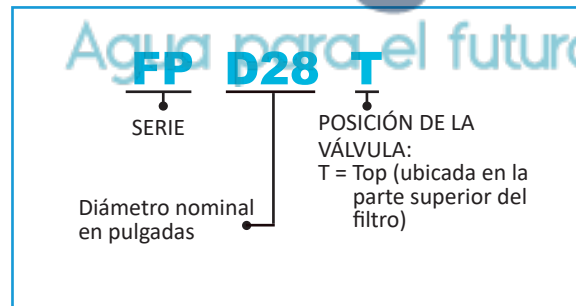 Agua para el futuro
FP D28 T
SERIE
POSICIÓN DE LA
VÁLVULA:
T = Top (ubicada en la
parte superior del
filtro)
Diámetro nominal
en pulgadas